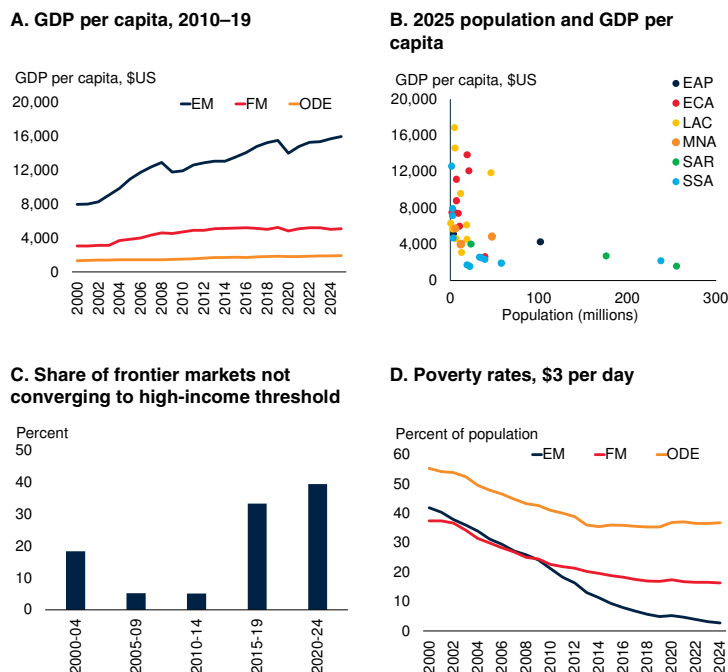 A. GDP per capita, 2010–19
GDP per capita, $US
20,000
16,000
12,000
8,000
4,000
0
EM
FM
ODE
2000
2002
2004
2006
2008
2010
2012
2014
2016
2018
2020
2022
2024
B. 2025 population and GDP per
capita
GDP per capita, $US
20,000
16,000
12,000
8,000
4,000
0
EAP
ECA
LAC
MNA
SAR
SSA
0
100
200
300
Population (millions)
C. Share of frontier markets not
converging to high-income threshold
Percent
50
40
30
20
10
0
2000-04
2005-09
2010-14
2015-19
2020-24
D. Poverty rates, $3 per day
Percent of population
60
50
40
30
20
10
0
EM
FM
ODE
2000
2002
2004
2006
2008
2010
2012
2014
2016
2018
2020
2022
2024